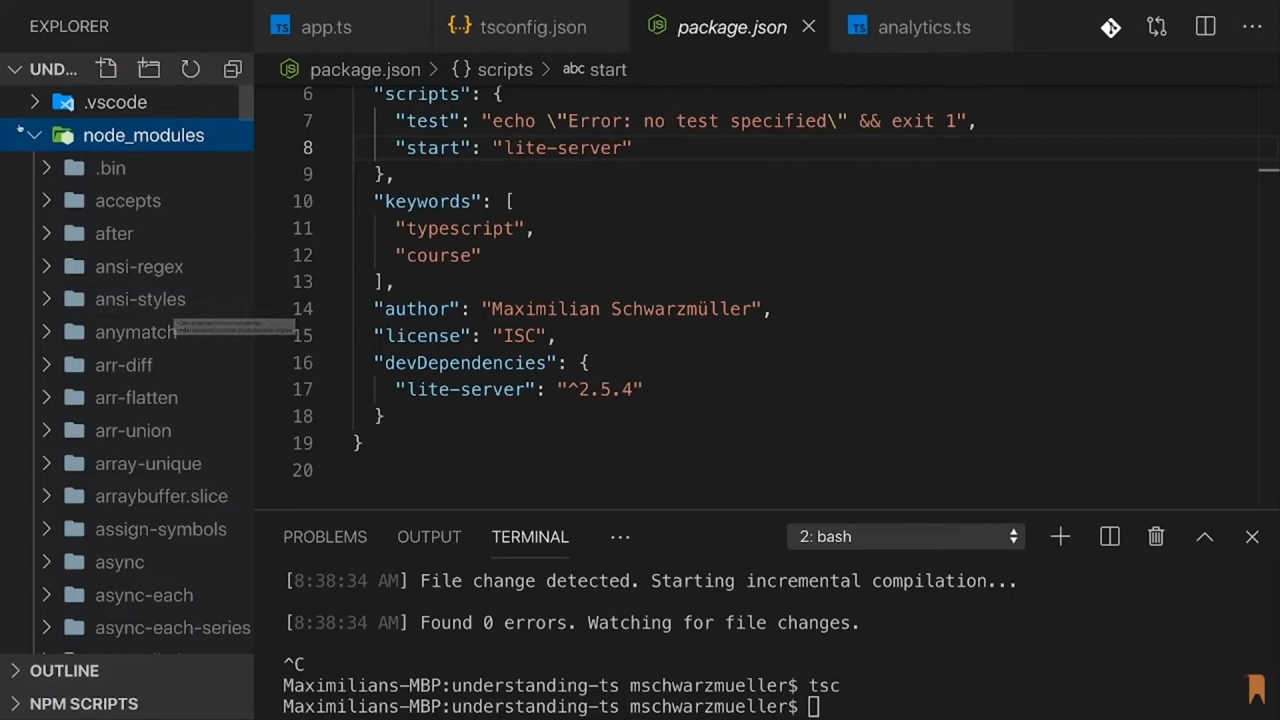 EXPLORER
app.ts
tsconfig.json
package.json
analytics.ts
UND...
package.json > {} scripts > abc start
.vscode
node_modules
.bin
accepts
after
ansi-regex
ansi-styles
anymatch
arr-diff
arr-flatten
arr-union
array-unique
arraybuffer.slice
assign-symbols
async
async-each
async-each-series
OUTLINE
NPM SCRIPTS
6 "scripts": {
7 "test": "echo \"Error: no test specified\" && exit 1",
8 "start": "lite-server"
9 },
10 "keywords": [
11 "typescript",
12 "course"
13 ],
14 "author": "Maximilian Schwarzmüller",
15 "license": "ISC",
16 "devDependencies": {
17 "lite-server": "^2.5.4"
18 }
19 }
20
PROBLEMS OUTPUT TERMINAL ... 2: bash
[8:38:34 AM] File change detected. Starting incremental compilation...
[8:38:34 AM] Found 0 errors. Watching for file changes.
^C
Maximilians-MBP:understanding-ts mschwarzmueller$ tsc
Maximilians-MBP:understanding-ts mschwarzmueller$